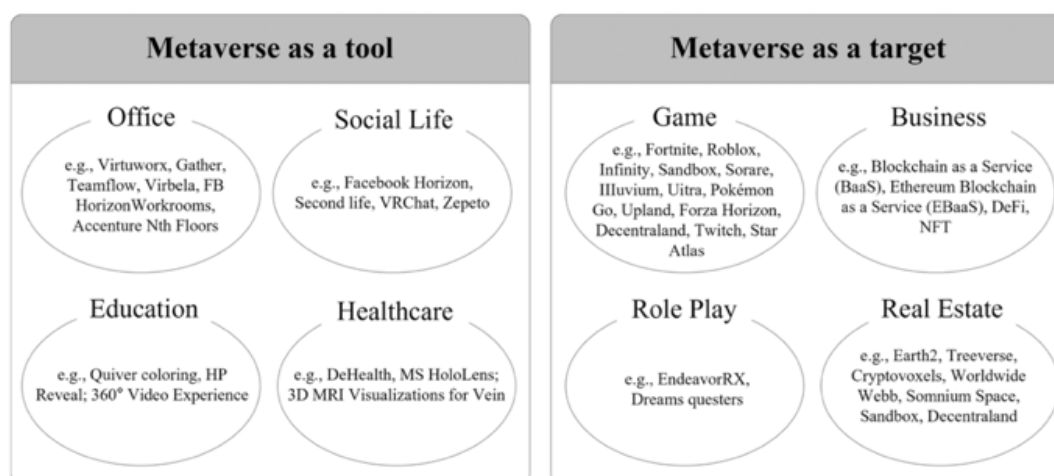 Metaverse as a tool
Office
e.g., Virtuworx, Gather,
Teamflow, Virbela, FB
HorizonWorkrooms,
Accenture Nth Floors
Social Life
e.g., Facebook Horizon,
Second life, VRChat, Zepeto
Education
e.g., Quiver coloring, HP
Reveal; 360° Video Experience
Healthcare
e.g., DeHealth, MS HoloLens;
3D MRI Visualizations for Vein
Metaverse as a target
Game
e.g., Fortnite, Roblox,
Infinity, Sandbox, Sorare,
IIIuvium, Uitra, Pokémon
Go, Upland, Forza Horizon,
Decentraland, Twitch, Star
Atlas
Business
e.g., Blockchain as a Service
(BaaS), Ethereum Blockchain
as a Service (EBaaS), DeFi,
NFT
Role Play
e.g., EndeavorRX,
Dreams questers
Real Estate
e.g., Earth2, Treeverse,
Cryptovoxels, Worldwide
Webb, Somnium Space,
Sandbox, Decentraland